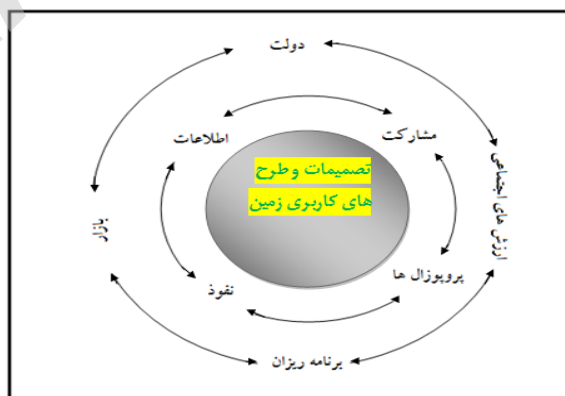 دولت
مشارکت
اطلاعات
تصمیمات و طرح
های کاربری زمین
ارزش های اجتماعی
بازار
پروپوزال ها
نفوذ
برنامه ریزان